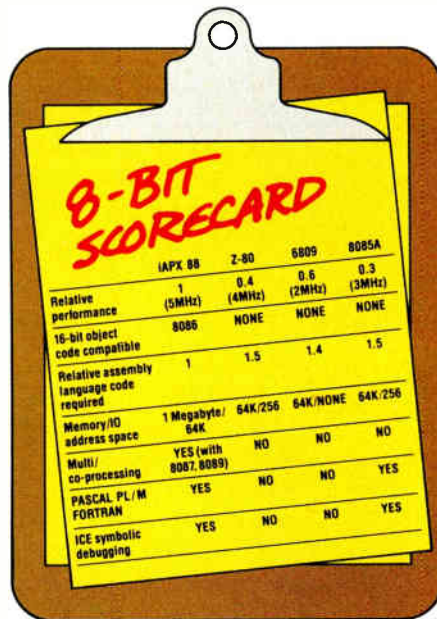 8-BIT
SCORECARD
iAPX 88 Z-80 6809 8085A
Relative performance 1 (5MHz) 0.4 (4MHz) 0.6 (2MHz) 0.3 (3MHz)
16-bit object code compatible 8086 NONE NONE NONE
Relative assembly language code required 1 1.5 1.4 1.5
Memory/IO address space 1 Megabyte/ 64K 64K/256 64K/NONE 64K/256
Multi/ co-processing YES (with 8087, 8089) NO NO NO
PASCAL PL/M FORTRAN YES NO NO YES
ICE symbolic debugging YES NO NO YES